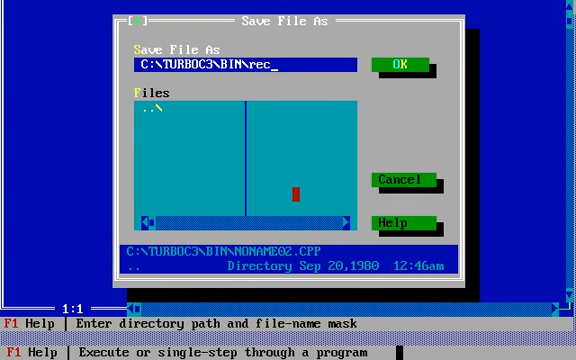 Save File As
Save File As
C:\TURBOC3\BIN\rec_
OK
Files
..\
Cancel
Help
C:\TURBOC3\BIN\NONAME02.CPP
.. Directory Sep 20,1980 12:46am
1:1
F1 Help | Enter directory path and file-name mask
F1 Help | Execute or single-step through a program